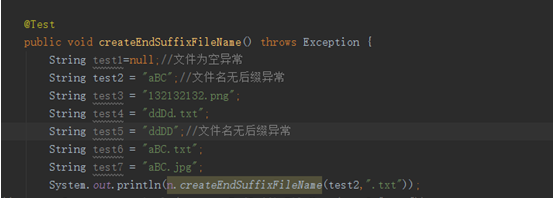 @Test
public void createEndSuffixFileName() throws Exception {
String test1=null;//文件为空异常
String test2 = "aBC";//文件名无后缀异常
String test3 = "132132132.png";
String test4 = "ddDd.txt";
String test5 = "ddDD";//文件名无后缀异常
String test6 = "aBC.txt";
String test7 = "aBC.jpg";
System.out.println(n.createEndSuffixFileName(test2,".txt"));